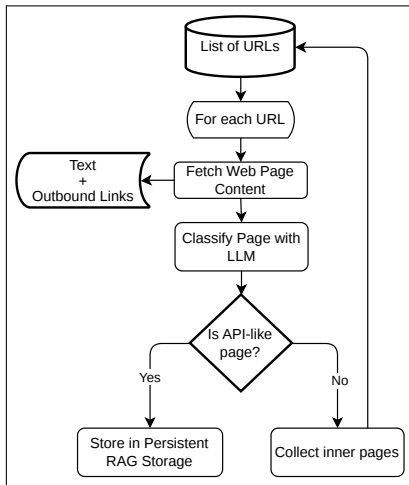 List of URLs
For each URL
Text
+
Outbound Links
Fetch Web Page
Content
Classify Page with
LLM
Is API-like
page?
Yes
No
Store in Persistent
RAG Storage
Collect inner pages